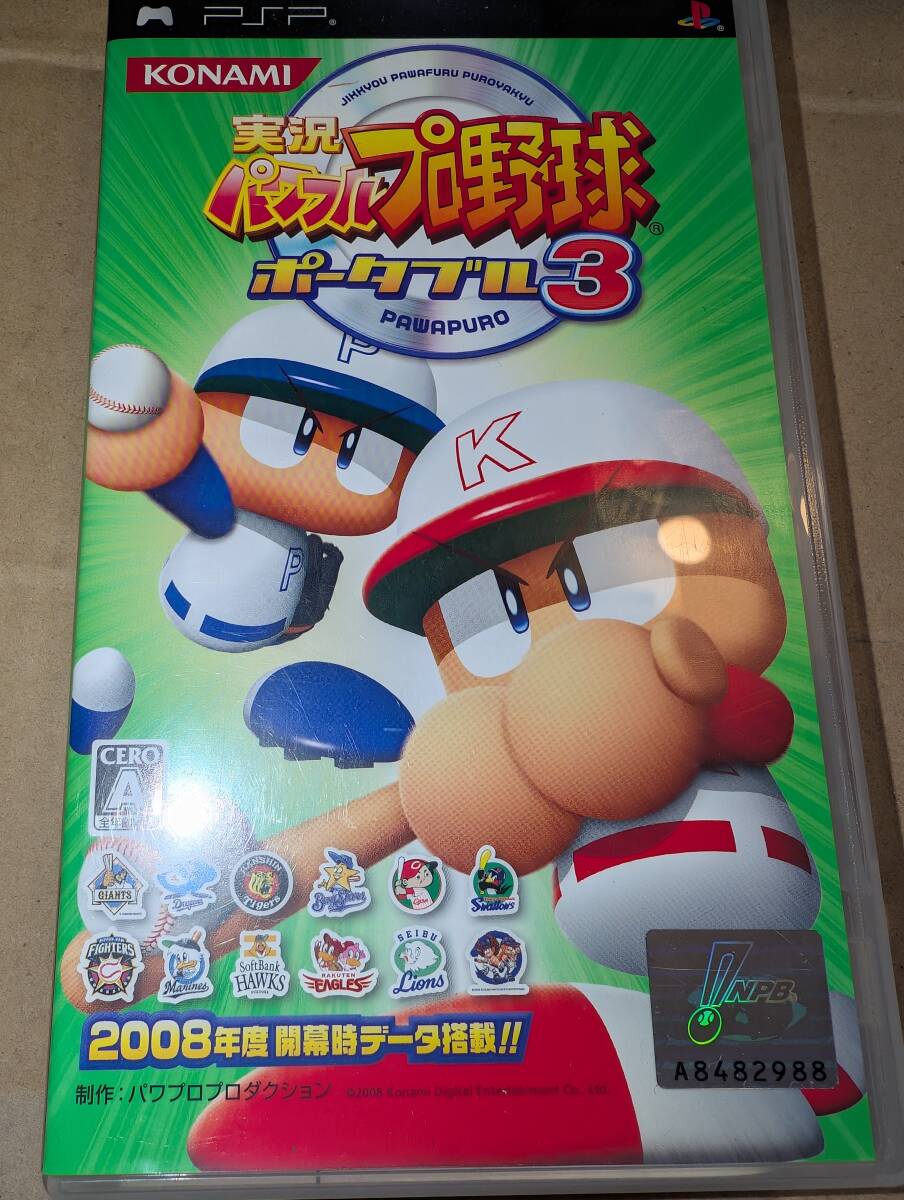 PSP®
KONAMI
JIKKYOU PAWAFURU PUROYAKYU
実況
パワフルプロ野球®
ポータブル3
PAWAPURO
P
K
P
CERO
A
GIANTS
Dragons
HANSHIN
Tigers
BayStars
Carp
Swallows
FIGHTERS
Marines
SoftBank
HAWKS
RAKUTEN
EAGLES
SEIBU
Lions
2008年度 開幕時データ搭載!!
NPB
A8482988
制作:パワプロプロダクション ©2008 Konami Digital Entertainment Co., Ltd.